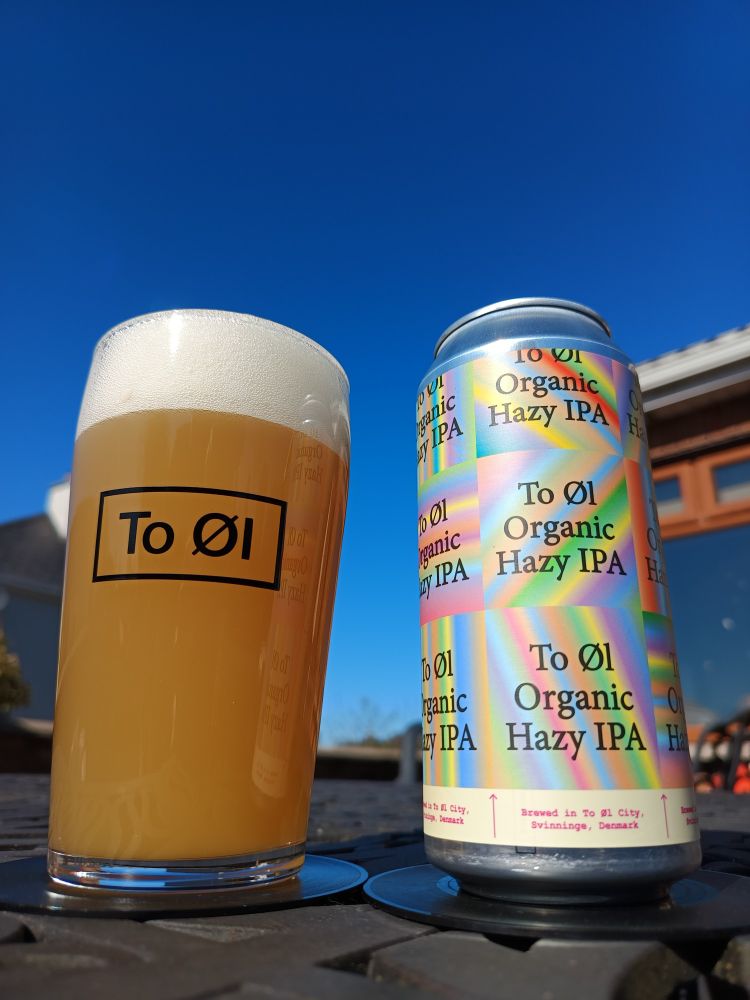 To Øl
To Øl
Organic
Hazy IPA
To Øl
Organic
Hazy IPA
To Øl
Organic
Hazy IPA
Brewed in To Øl City,
Svinninge, Denmark